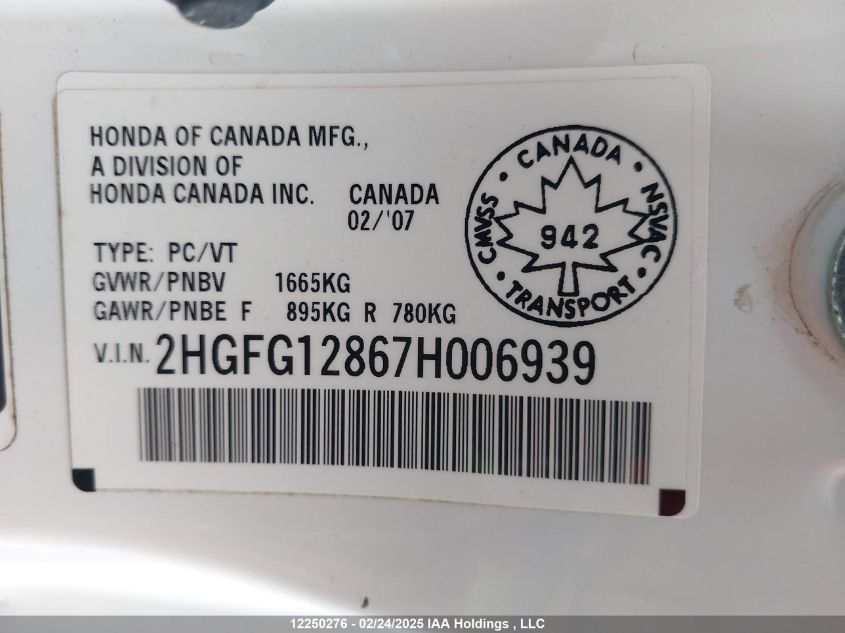 HONDA OF CANADA MFG.,
A DIVISION OF
HONDA CANADA INC. CANADA
02/'07
TYPE: PC/VT
GVWR/PNBV 1665KG
GAWR/PNBE F 895KG R 780KG
V.I.N. 2HGFG12867H006939
CANADA
CMVSS
942
NSVAC
TRANSPORT
12250276 - 02/24/2025 IAA Holdings , LLC